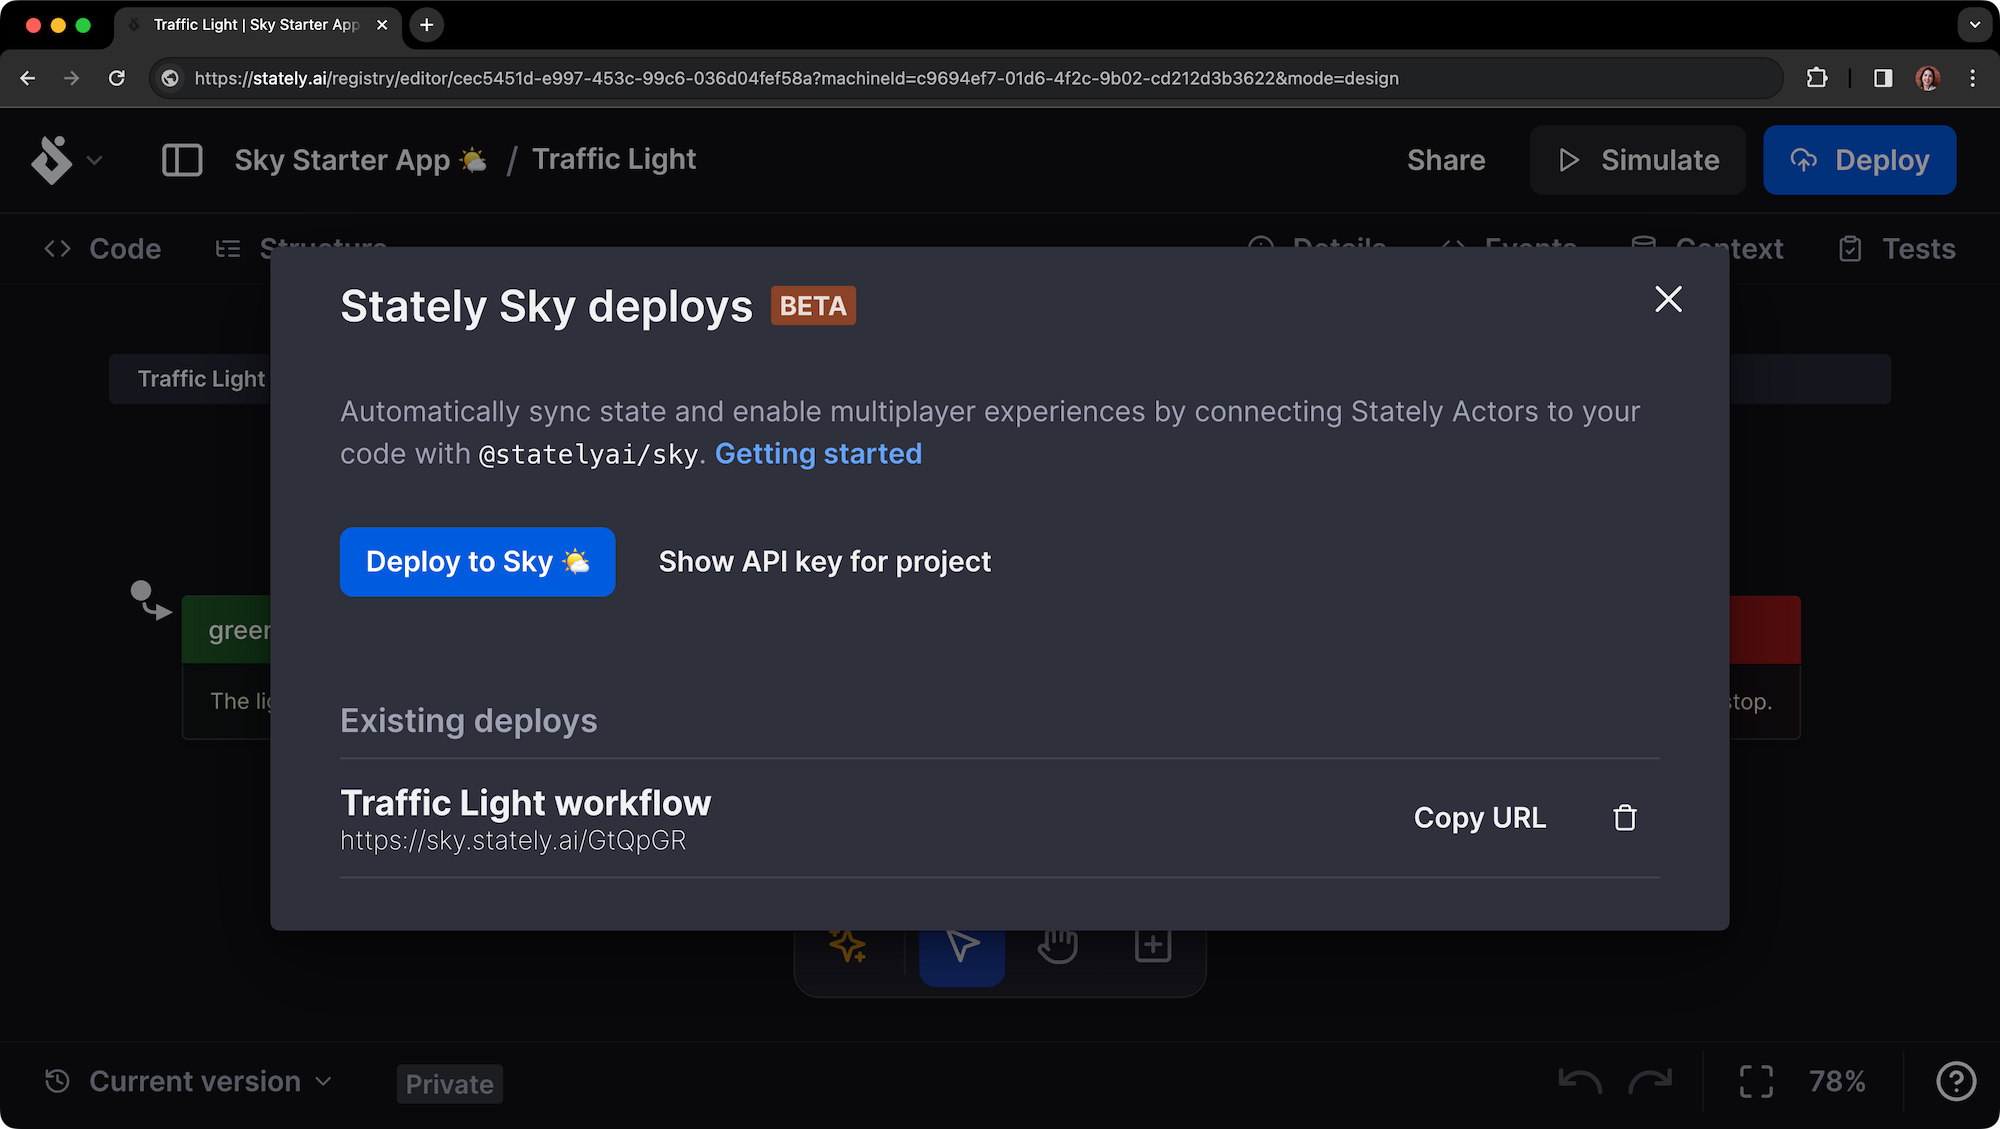 Traffic Light | Sky Starter App
https://stately.ai/registry/editor/cec5451d-e997-453c-99c6-036d04fef58a?machineId=c9694ef7-01d6-4f2c-9b02-cd212d3b3622&mode=design
Sky Starter App / Traffic Light
Share
Simulate
Deploy
Code
Structure
Details
Events
Context
Tests
Stately Sky deploys BETA
Traffic Light
Automatically sync state and enable multiplayer experiences by connecting Stately Actors to your
code with @statelyai/sky. Getting started
Deploy to Sky
Show API key for project
green
The
stop.
Existing deploys
Traffic Light workflow
https://sky.stately.ai/GtQpGR
Copy URL
Current version
Private
78%